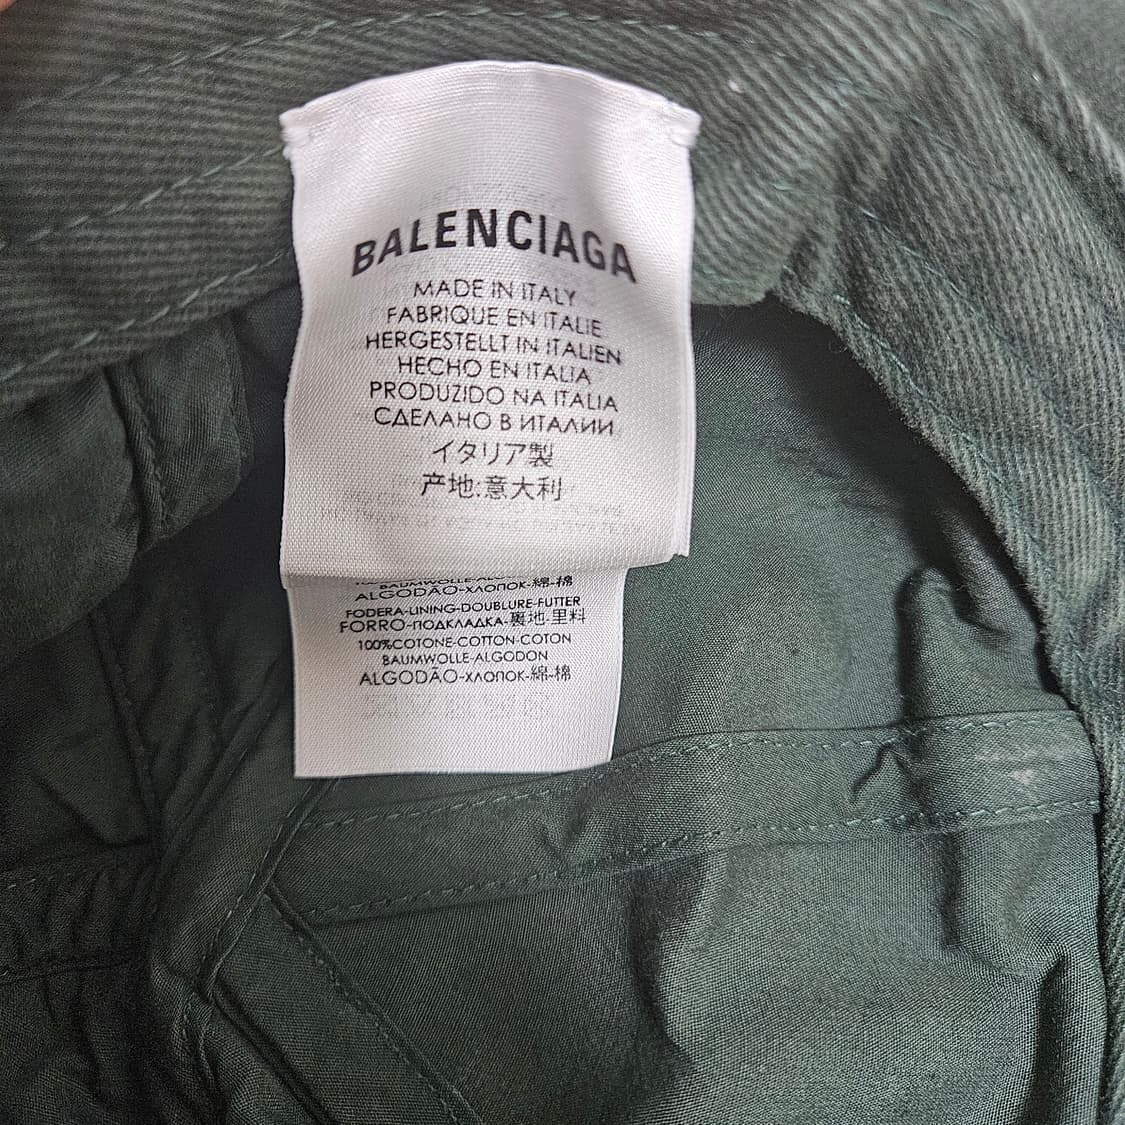 BALENCIAGA
MADE IN ITALY
FABRIQUE EN ITALIE
HERGESTELLT IN ITALIEN
HECHO EN ITALIA
PRODUZIDO NA ITALIA
СДЕЛАНО В ИТАЛИИ
イタリア製
产地:意大利
ALGODÃO-ХЛОПОК-綿-棉
FODERA-LINING-DOUBLURE-FUTTER
FORRO-ПОДКЛАДКА-裏地-里料
100%COTONE-COTTON-COTON
BAUMWOLLE-ALGODON
ALGODÃO-ХЛОПОК-綿-棉